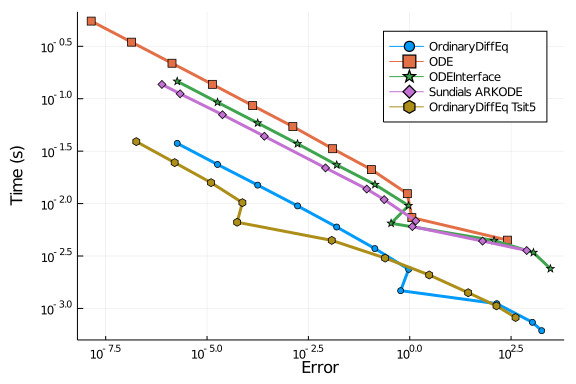 OrdinaryDiffEq
ODE
ODEInterface
Sundials ARKODE
OrdinaryDiffEq Tsit5
Time (s)
10^-0.5
10^-1.0
10^-1.5
10^-2.0
10^-2.5
10^-3.0
10^-7.5 10^-5.0 10^-2.5 10^0.0 10^2.5
Error